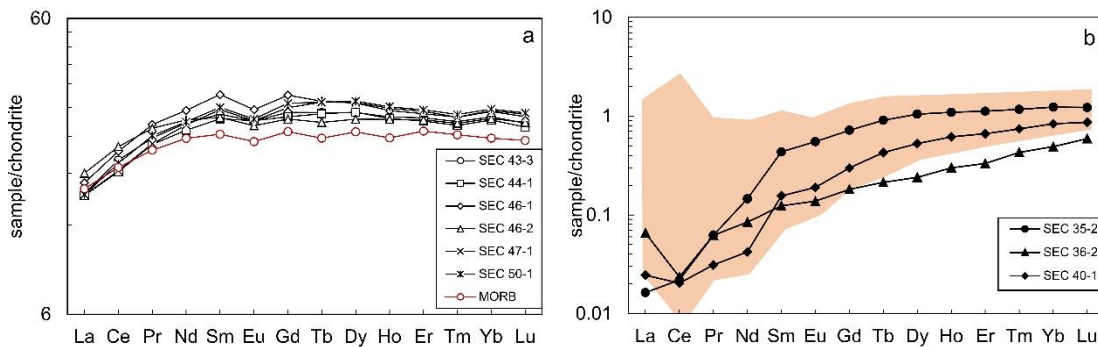 60
6
sample/chondrite
a
SEC 43-3
SEC 44-1
SEC 46-1
SEC 46-2
SEC 47-1
SEC 50-1
MORB
La Ce Pr Nd Sm Eu Gd Tb Dy Ho Er Tm Yb Lu
10
1
0.1
0.01
sample/chondrite
b
SEC 35-2
SEC 36-2
SEC 40-1
La Ce Pr Nd Sm Eu Gd Tb Dy Ho Er Tm Yb Lu